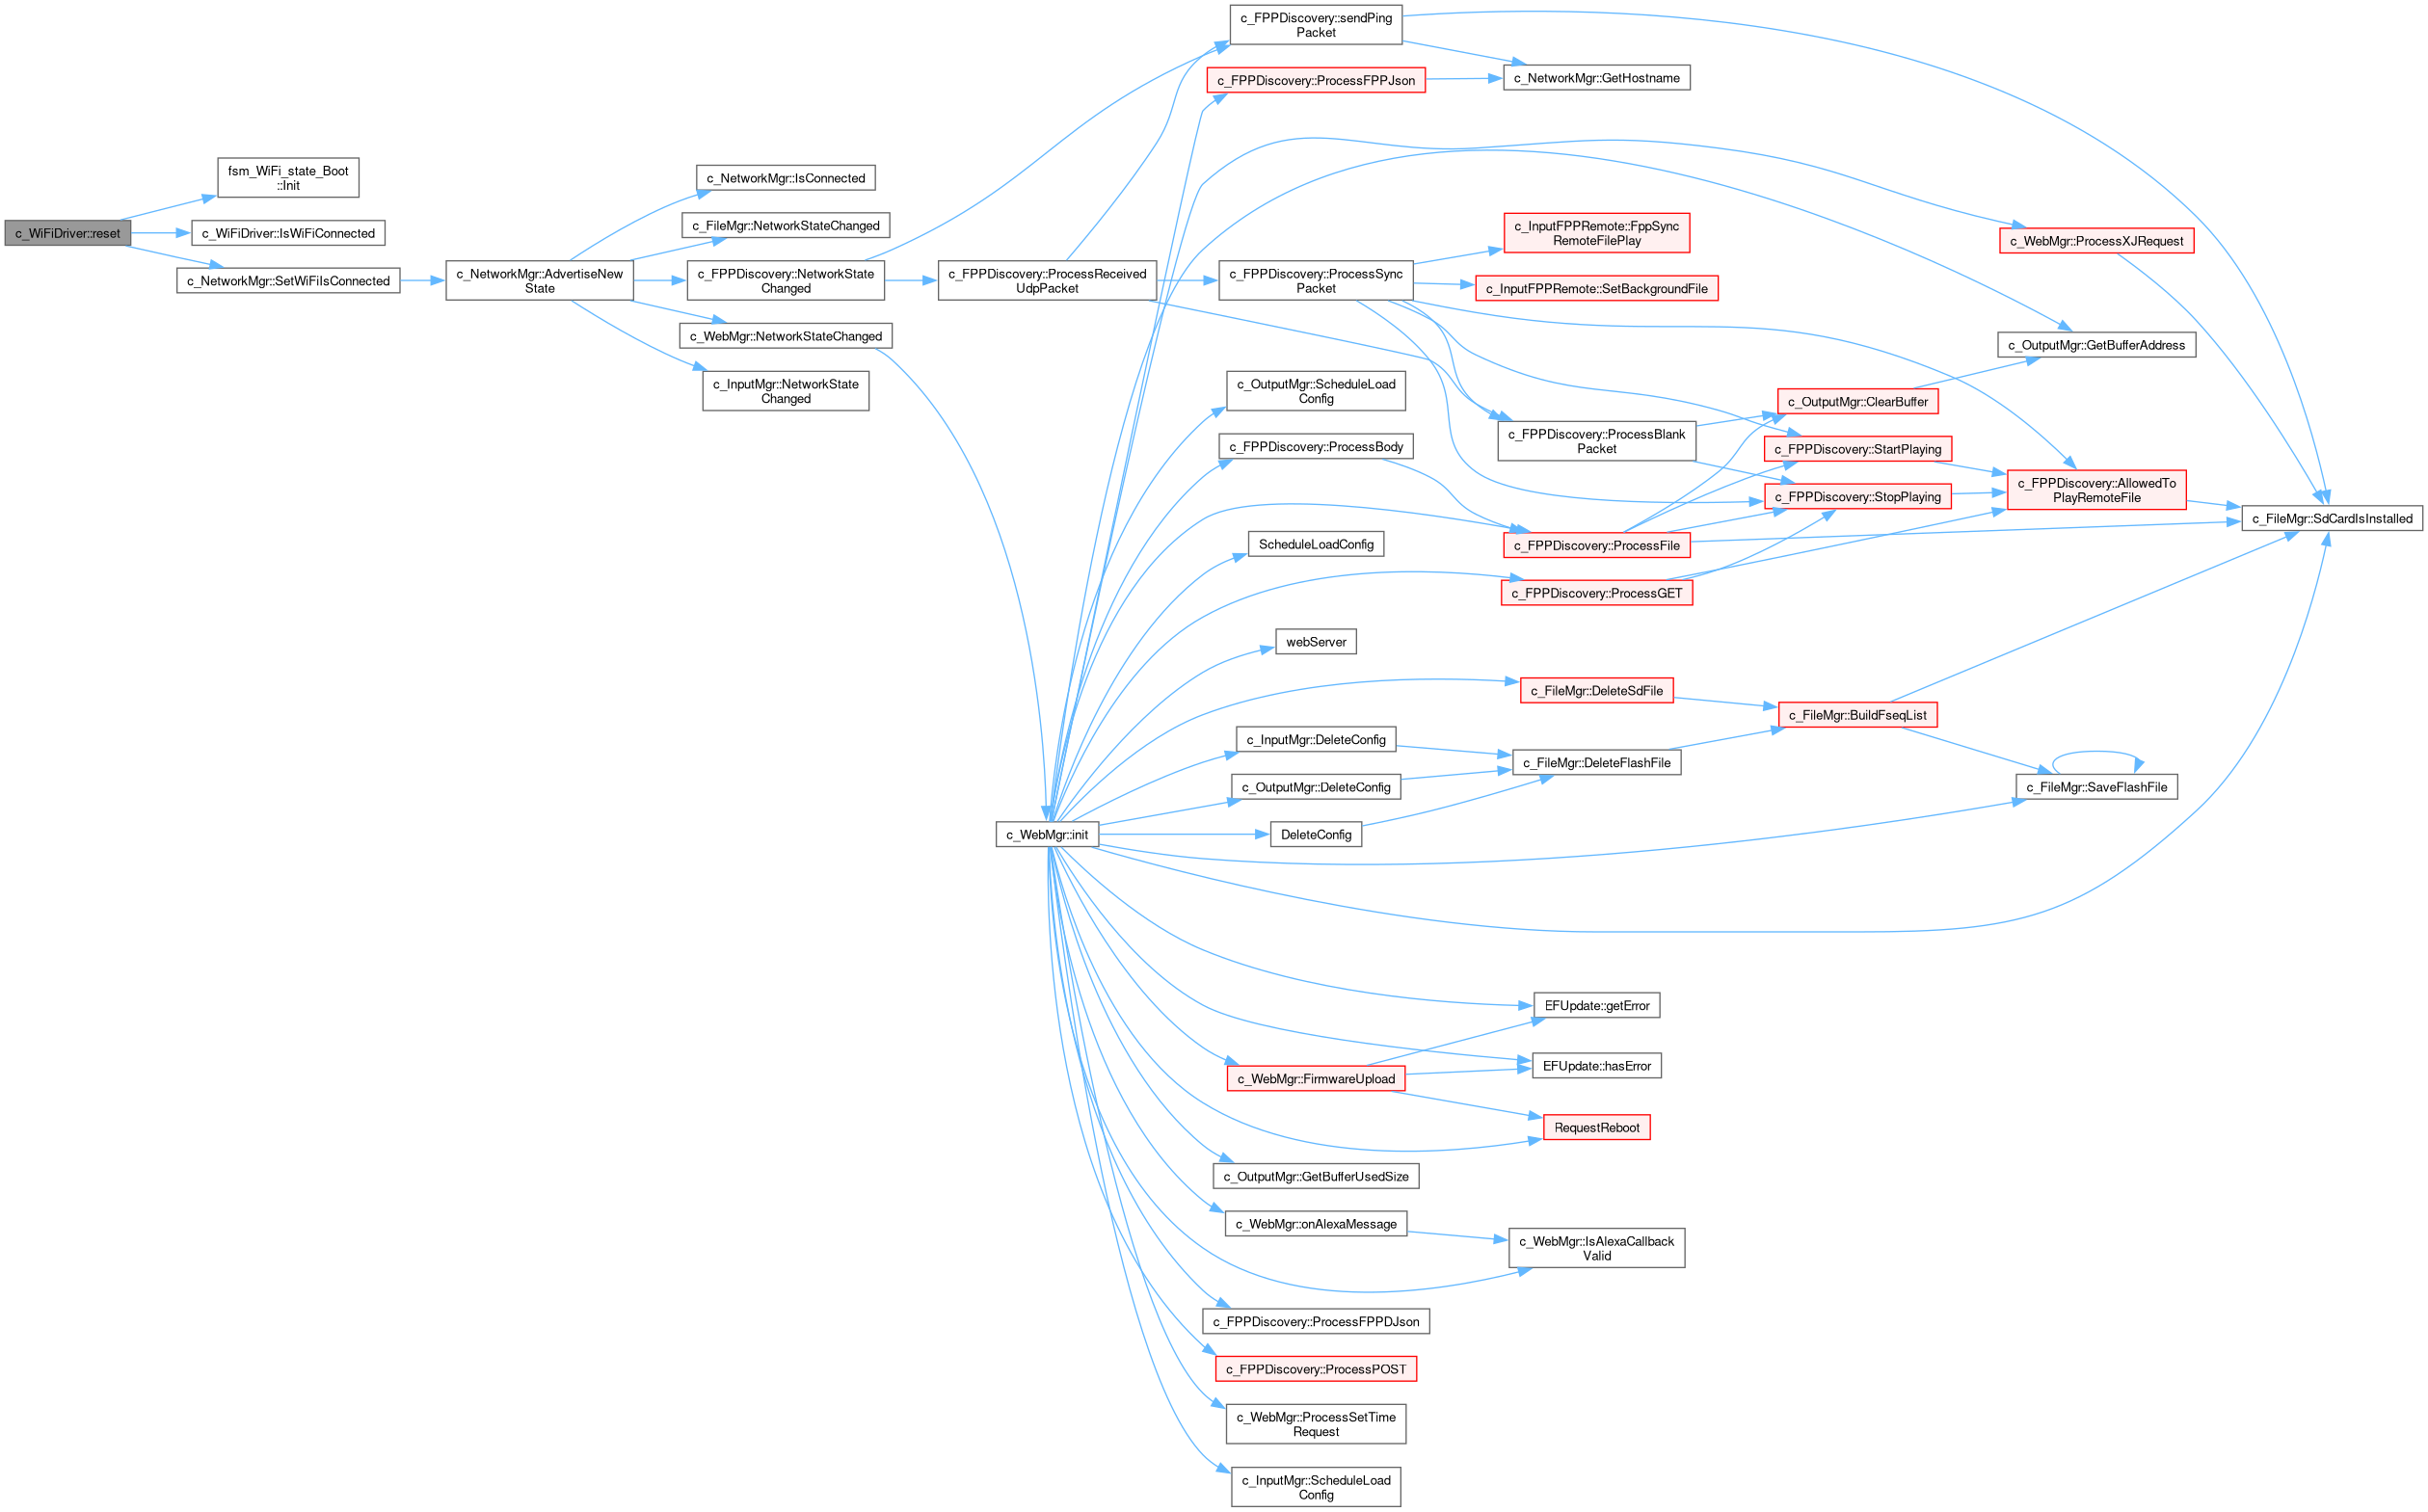 c_WiFiDriver::reset
fsm_WiFi_state_Boot
::Init
c_WiFiDriver::IsWiFiConnected
c_NetworkMgr::SetWiFiIsConnected
c_NetworkMgr::AdvertiseNew
State
c_NetworkMgr::IsConnected
c_FileMgr::NetworkStateChanged
c_FPPDiscovery::NetworkState
Changed
c_WebMgr::NetworkStateChanged
c_InputMgr::NetworkState
Changed
c_FPPDiscovery::ProcessReceived
UdpPacket
c_WebMgr::init
c_FPPDiscovery::sendPing
Packet
c_FPPDiscovery::ProcessFPPJson
c_FPPDiscovery::ProcessSync
Packet
c_OutputMgr::ScheduleLoad
Config
c_FPPDiscovery::ProcessBody
ScheduleLoadConfig
webServer
c_InputMgr::DeleteConfig
c_OutputMgr::DeleteConfig
DeleteConfig
c_WebMgr::FirmwareUpload
c_OutputMgr::GetBufferUsedSize
c_WebMgr::onAlexaMessage
c_FPPDiscovery::ProcessFPPDJson
c_FPPDiscovery::ProcessPOST
c_WebMgr::ProcessSetTime
Request
c_InputMgr::ScheduleLoad
Config
c_NetworkMgr::GetHostname
c_InputFPPRemote::FppSync
RemoteFilePlay
c_InputFPPRemote::SetBackgroundFile
c_FPPDiscovery::ProcessBlank
Packet
c_FPPDiscovery::ProcessFile
c_FPPDiscovery::ProcessGET
c_FileMgr::DeleteSdFile
c_FileMgr::DeleteFlashFile
EFUpdate::getError
EFUpdate::hasError
RequestReboot
c_WebMgr::IsAlexaCallback
Valid
c_OutputMgr::ClearBuffer
c_FPPDiscovery::StartPlaying
c_FPPDiscovery::StopPlaying
c_FileMgr::BuildFseqList
c_WebMgr::ProcessXJRequest
c_OutputMgr::GetBufferAddress
c_FPPDiscovery::AllowedTo
PlayRemoteFile
c_FileMgr::SaveFlashFile
c_FileMgr::SdCardIsInstalled